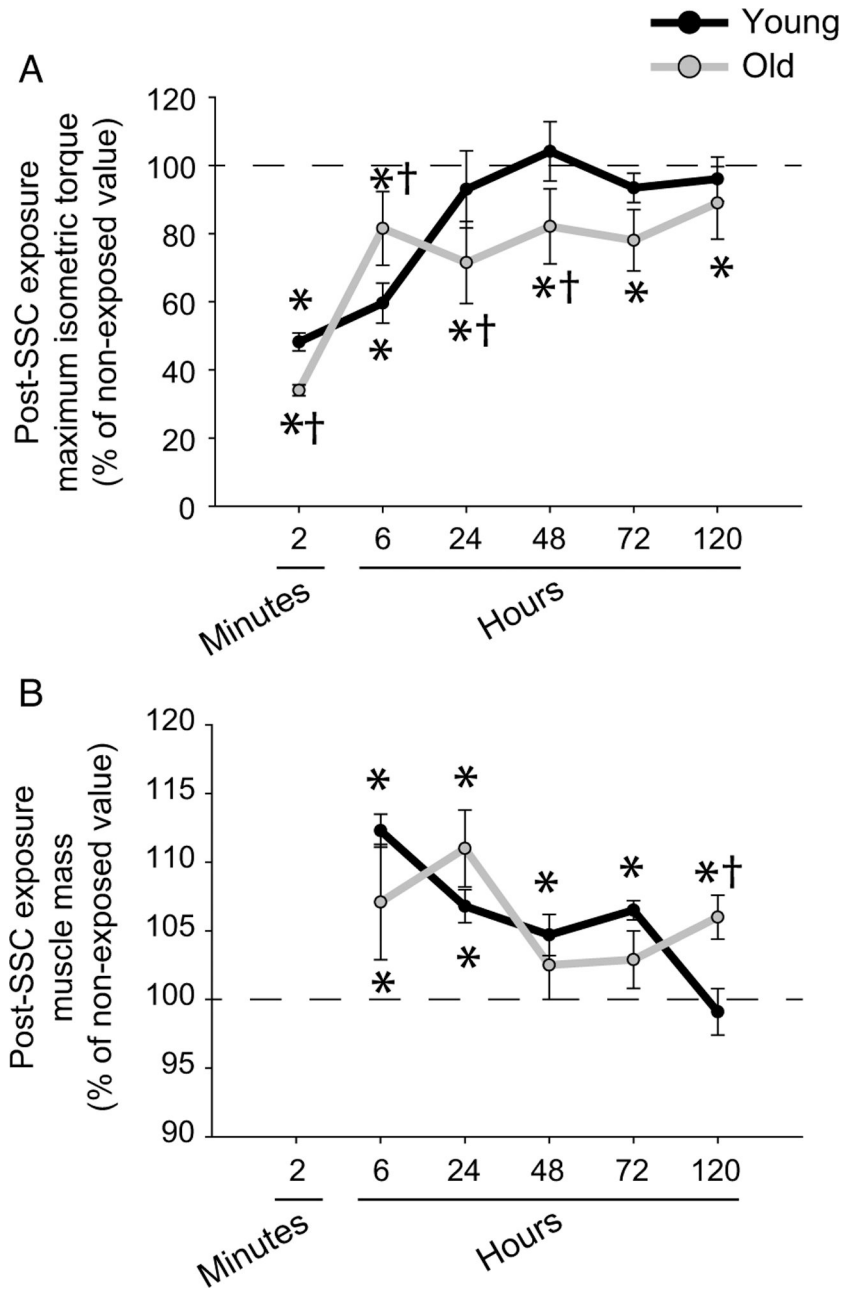 Young
Old
A
Post-SSC exposure
maximum isometric torque
(% of non-exposed value)
120
100
80
60
40
20
0
*†
*
*
*†
*†
*†
*
*
2 6 24 48 72 120
Minutes Hours
B
Post-SSC exposure
muscle mass
(% of non-exposed value)
120
115
110
105
100
95
90
* *
* * *†
*
*
2 6 24 48 72 120
Minutes Hours